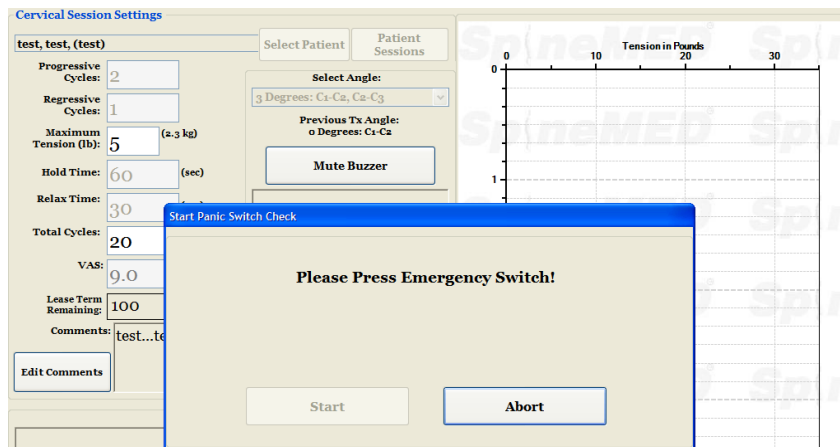 Cervical Session Settings
test, test, (test)
Select Patient
Patient
Sessions
Progressive
Cycles:
2
Regressive
Cycles:
1
Maximum
Tension (lb):
5
(2.3 kg)
Hold Time:
60
(sec)
Relax Time:
30
Total Cycles:
20
VAS:
9.0
Lease Term
Remaining:
100
Comments:
test...te
Edit Comments
Select Angle:
3 Degrees: C1-C2, C2-C3
Previous Tx Angle:
0 Degrees: C1-C2
Mute Buzzer
Start Panic Switch Check
Please Press Emergency Switch!
Start
Abort
Tension in Pounds
0
10
20
30
0
1
SpineMED
SpineMED